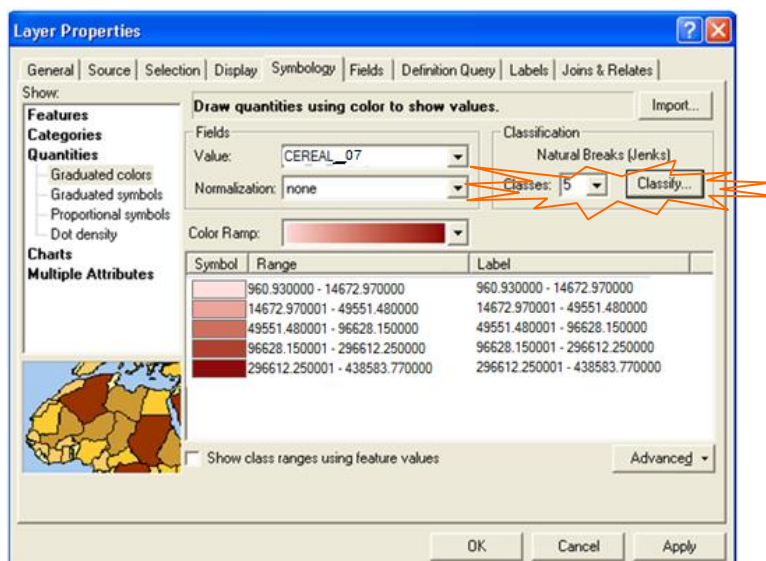 Layer Properties
General Source Selection Display Symbology Fields Definition Query Labels Joins & Relates
Show:
Features
Categories
Quantities
Graduated colors
Graduated symbols
Proportional symbols
Dot density
Charts
Multiple Attributes
Draw quantities using color to show values.
Import...
Fields
Value: CEREAL_07
Normalization: none
Classification
Natural Breaks (Jenks)
Classes: 5 Classify...
Color Ramp:
Symbol Range Label
960.930000 - 14672.970000 960.930000 - 14672.970000
14672.970001 - 49551.480000 14672.970001 - 49551.480000
49551.480001 - 96628.150000 49551.480001 - 96628.150000
96628.150001 - 296612.250000 96628.150001 - 296612.250000
296612.250001 - 438583.770000 296612.250001 - 438583.770000
Show class ranges using feature values
Advanced
OK Cancel Apply